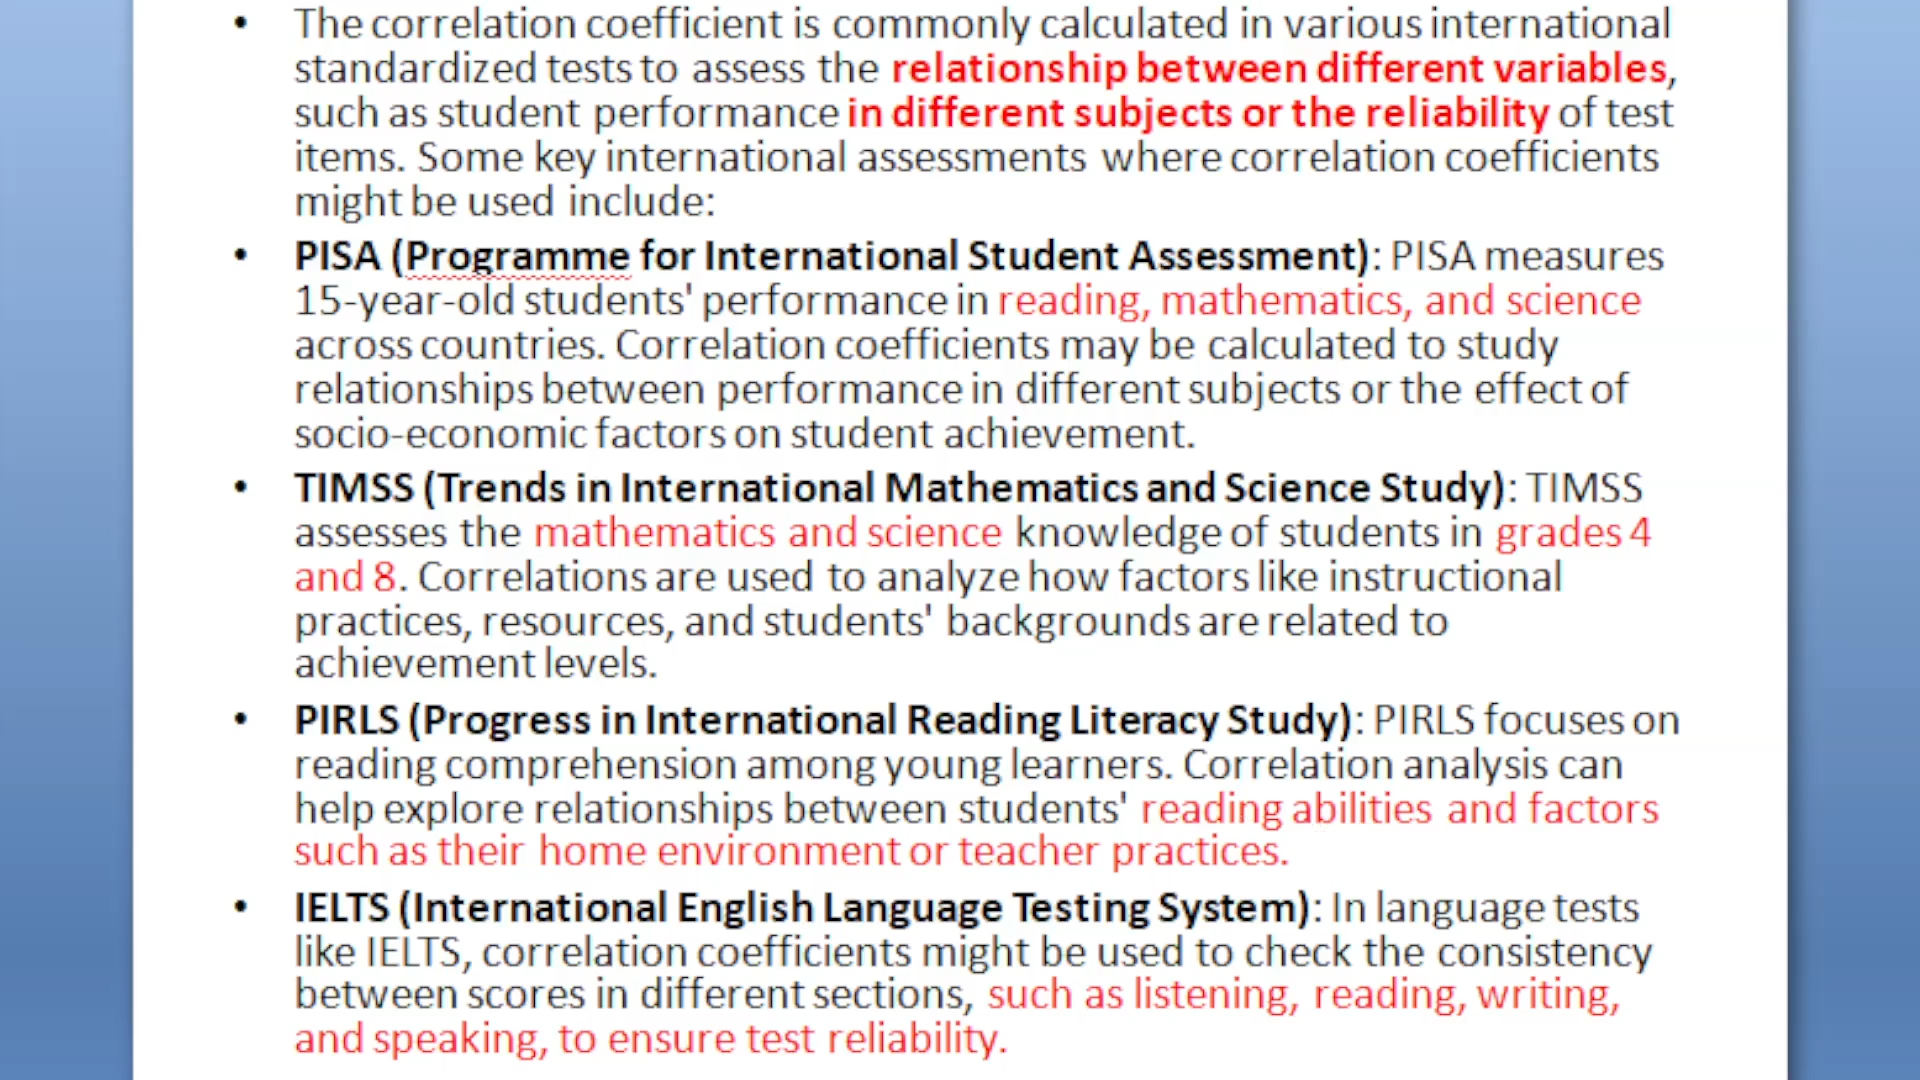 • The correlation coefficient is commonly calculated in various international
standardized tests to assess the relationship between different variables,
such as student performance in different subjects or the reliability of test
items. Some key international assessments where correlation coefficients
might be used include:
• PISA (Programme for International Student Assessment): PISA measures
15-year-old students' performance in reading, mathematics, and science
across countries. Correlation coefficients may be calculated to study
relationships between performance in different subjects or the effect of
socio-economic factors on student achievement.
• TIMSS (Trends in International Mathematics and Science Study): TIMSS
assesses the mathematics and science knowledge of students in grades 4
and 8. Correlations are used to analyze how factors like instructional
practices, resources, and students' backgrounds are related to
achievement levels.
• PIRLS (Progress in International Reading Literacy Study): PIRLS focuses on
reading comprehension among young learners. Correlation analysis can
help explore relationships between students' reading abilities and factors
such as their home environment or teacher practices.
• IELTS (International English Language Testing System): In language tests
like IELTS, correlation coefficients might be used to check the consistency
between scores in different sections, such as listening, reading, writing,
and speaking, to ensure test reliability.